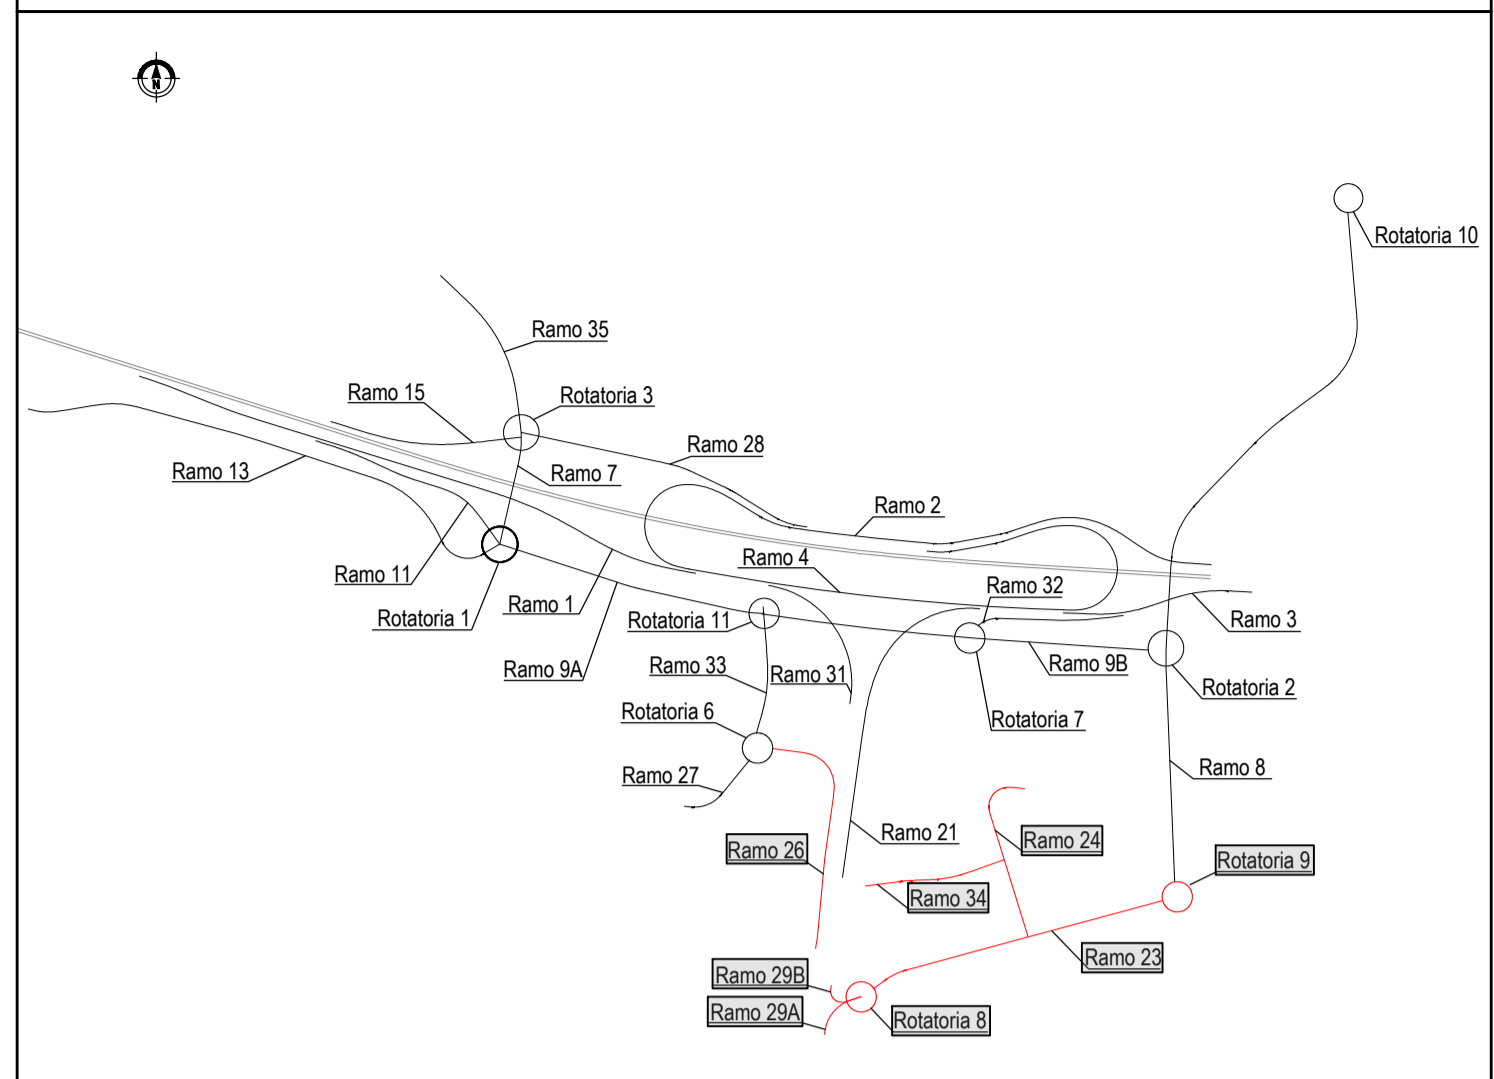 N
Rotatoria 10
Ramo 35
Ramo 15
Rotatoria 3
Ramo 28
Ramo 13
Ramo 7
Ramo 2
Ramo 4
Ramo 11
Ramo 32
Ramo 1
Rotatoria 1
Rotatoria 11
Ramo 3
Ramo 9A
Ramo 33
Ramo 31
Ramo 9B
Rotatoria 2
Rotatoria 6
Rotatoria 7
Ramo 27
Ramo 8
Ramo 26
Ramo 21
Ramo 24
Rotatoria 9
Ramo 34
Ramo 23
Ramo 29B
Ramo 29A
Rotatoria 8